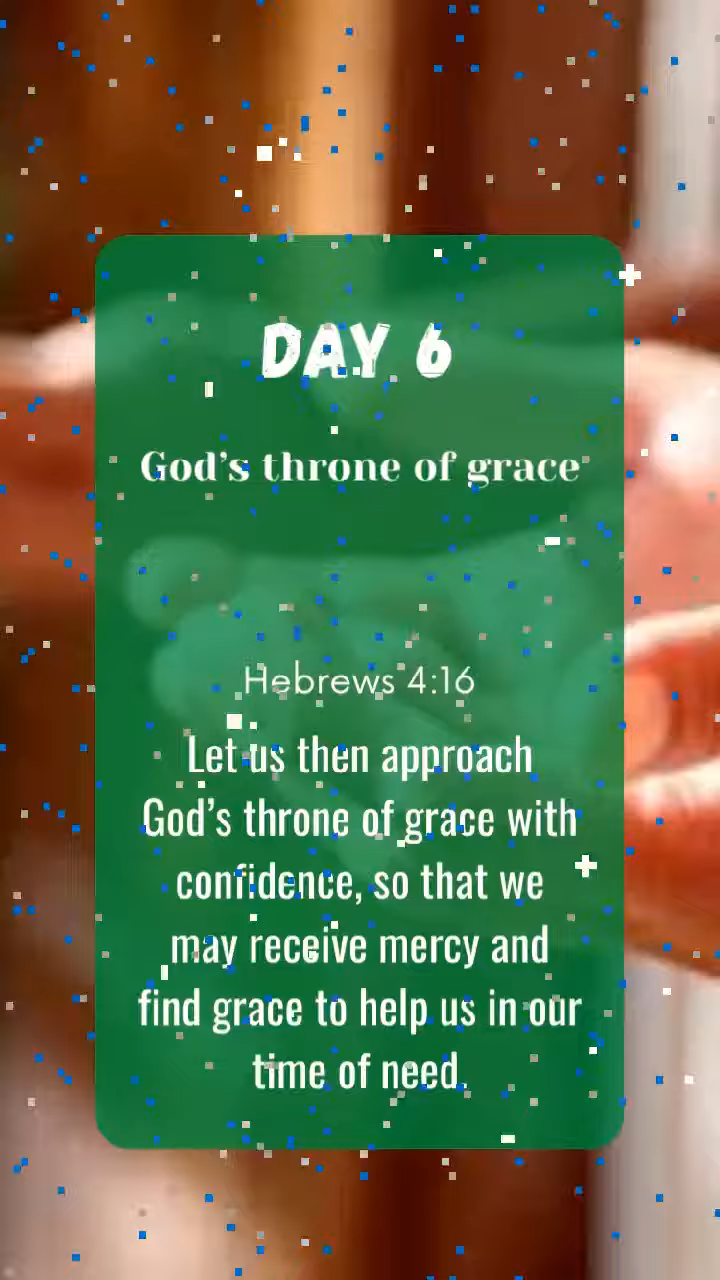 DAY 6
God's throne of grace
Hebrews 4:16
Let us then approach
God's throne of grace with
confidence, so that we
may receive mercy and
find grace to help us in our
time of need.